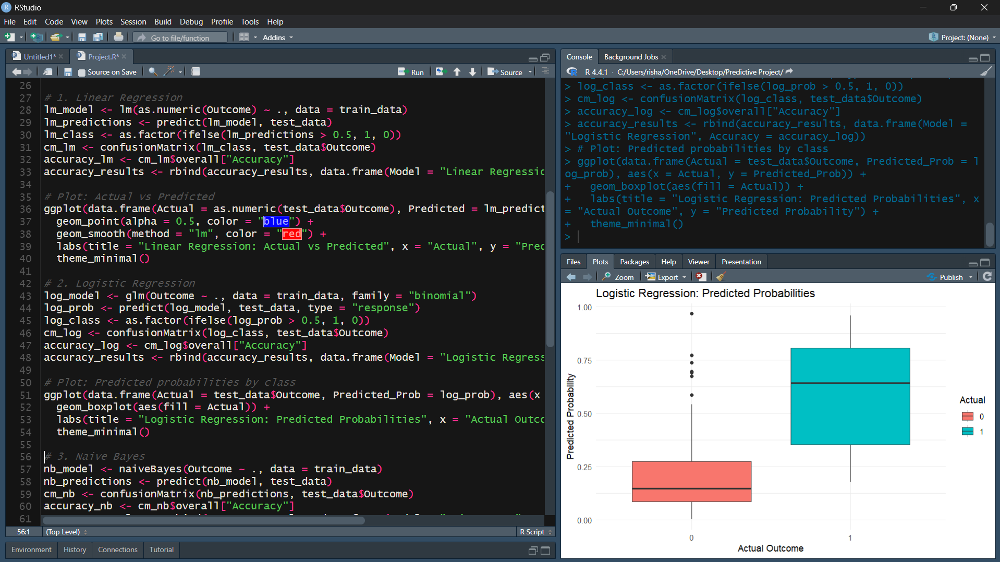 RStudio
File Edit Code View Plots Session Build Debug Profile Tools Help
Go to file/function Addins Project: (None)
Untitled1* Project.R*
Source on Save Run Source
26
27 # 1. Linear Regression
28 lm_model <- lm(as.numeric(Outcome) ~ ., data = train_data)
29 lm_predictions <- predict(lm_model, test_data)
30 lm_class <- as.factor(ifelse(lm_predictions > 0.5, 1, 0))
31 cm_lm <- confusionMatrix(lm_class, test_data$Outcome)
32 accuracy_lm <- cm_lm$overall["Accuracy"]
33 accuracy_results <- rbind(accuracy_results, data.frame(Model = "Linear Regressic
34
35 # Plot: Actual vs Predicted
36 ggplot(data.frame(Actual = as.numeric(test_data$Outcome), Predicted = lm_predict
37 geom_point(alpha = 0.5, color = "blue") +
38 geom_smooth(method = "lm", color = "red") +
39 labs(title = "Linear Regression: Actual vs Predicted", x = "Actual", y = "Pred
40 theme_minimal()
41
42 # 2. Logistic Regression
43 log_model <- glm(Outcome ~ ., data = train_data, family = "binomial")
44 log_prob <- predict(log_model, test_data, type = "response")
45 log_class <- as.factor(ifelse(log_prob > 0.5, 1, 0))
46 cm_log <- confusionMatrix(log_class, test_data$Outcome)
47 accuracy_log <- cm_log$overall["Accuracy"]
48 accuracy_results <- rbind(accuracy_results, data.frame(Model = "Logistic Regress
49
50 # Plot: Predicted probabilities by class
51 ggplot(data.frame(Actual = test_data$Outcome, Predicted_Prob = log_prob), aes(x
52 geom_boxplot(aes(fill = Actual)) +
53 labs(title = "Logistic Regression: Predicted Probabilities", x = "Actual Outco
54 theme_minimal()
55
56 # 3. Naive Bayes
57 nb_model <- naiveBayes(Outcome ~ ., data = train_data)
58 nb_predictions <- predict(nb_model, test_data)
59 cm_nb <- confusionMatrix(nb_predictions, test_data$Outcome)
60 accuracy_nb <- cm_nb$overall["Accuracy"]
61
56:1 (Top Level) R Script
Environment History Connections Tutorial
Console Background Jobs
R 4.4.1 · C:/Users/risha/OneDrive/Desktop/Predictive Project/
> log_class <- as.factor(ifelse(log_prob > 0.5, 1, 0))
> cm_log <- confusionMatrix(log_class, test_data$Outcome)
> accuracy_log <- cm_log$overall["Accuracy"]
> accuracy_results <- rbind(accuracy_results, data.frame(Model =
"Logistic Regression", Accuracy = accuracy_log))
> # Plot: Predicted probabilities by class
> ggplot(data.frame(Actual = test_data$Outcome, Predicted_Prob = l
og_prob), aes(x = Actual, y = Predicted_Prob)) +
+ geom_boxplot(aes(fill = Actual)) +
+ labs(title = "Logistic Regression: Predicted Probabilities", x
= "Actual Outcome", y = "Predicted Probability") +
+ theme_minimal()
>
Files Plots Packages Help Viewer Presentation
Zoom Export Publish
Logistic Regression: Predicted Probabilities
1.00
0.75
0.50
0.25
0.00
Predicted Probability
0 1
Actual Outcome
Actual
0
1